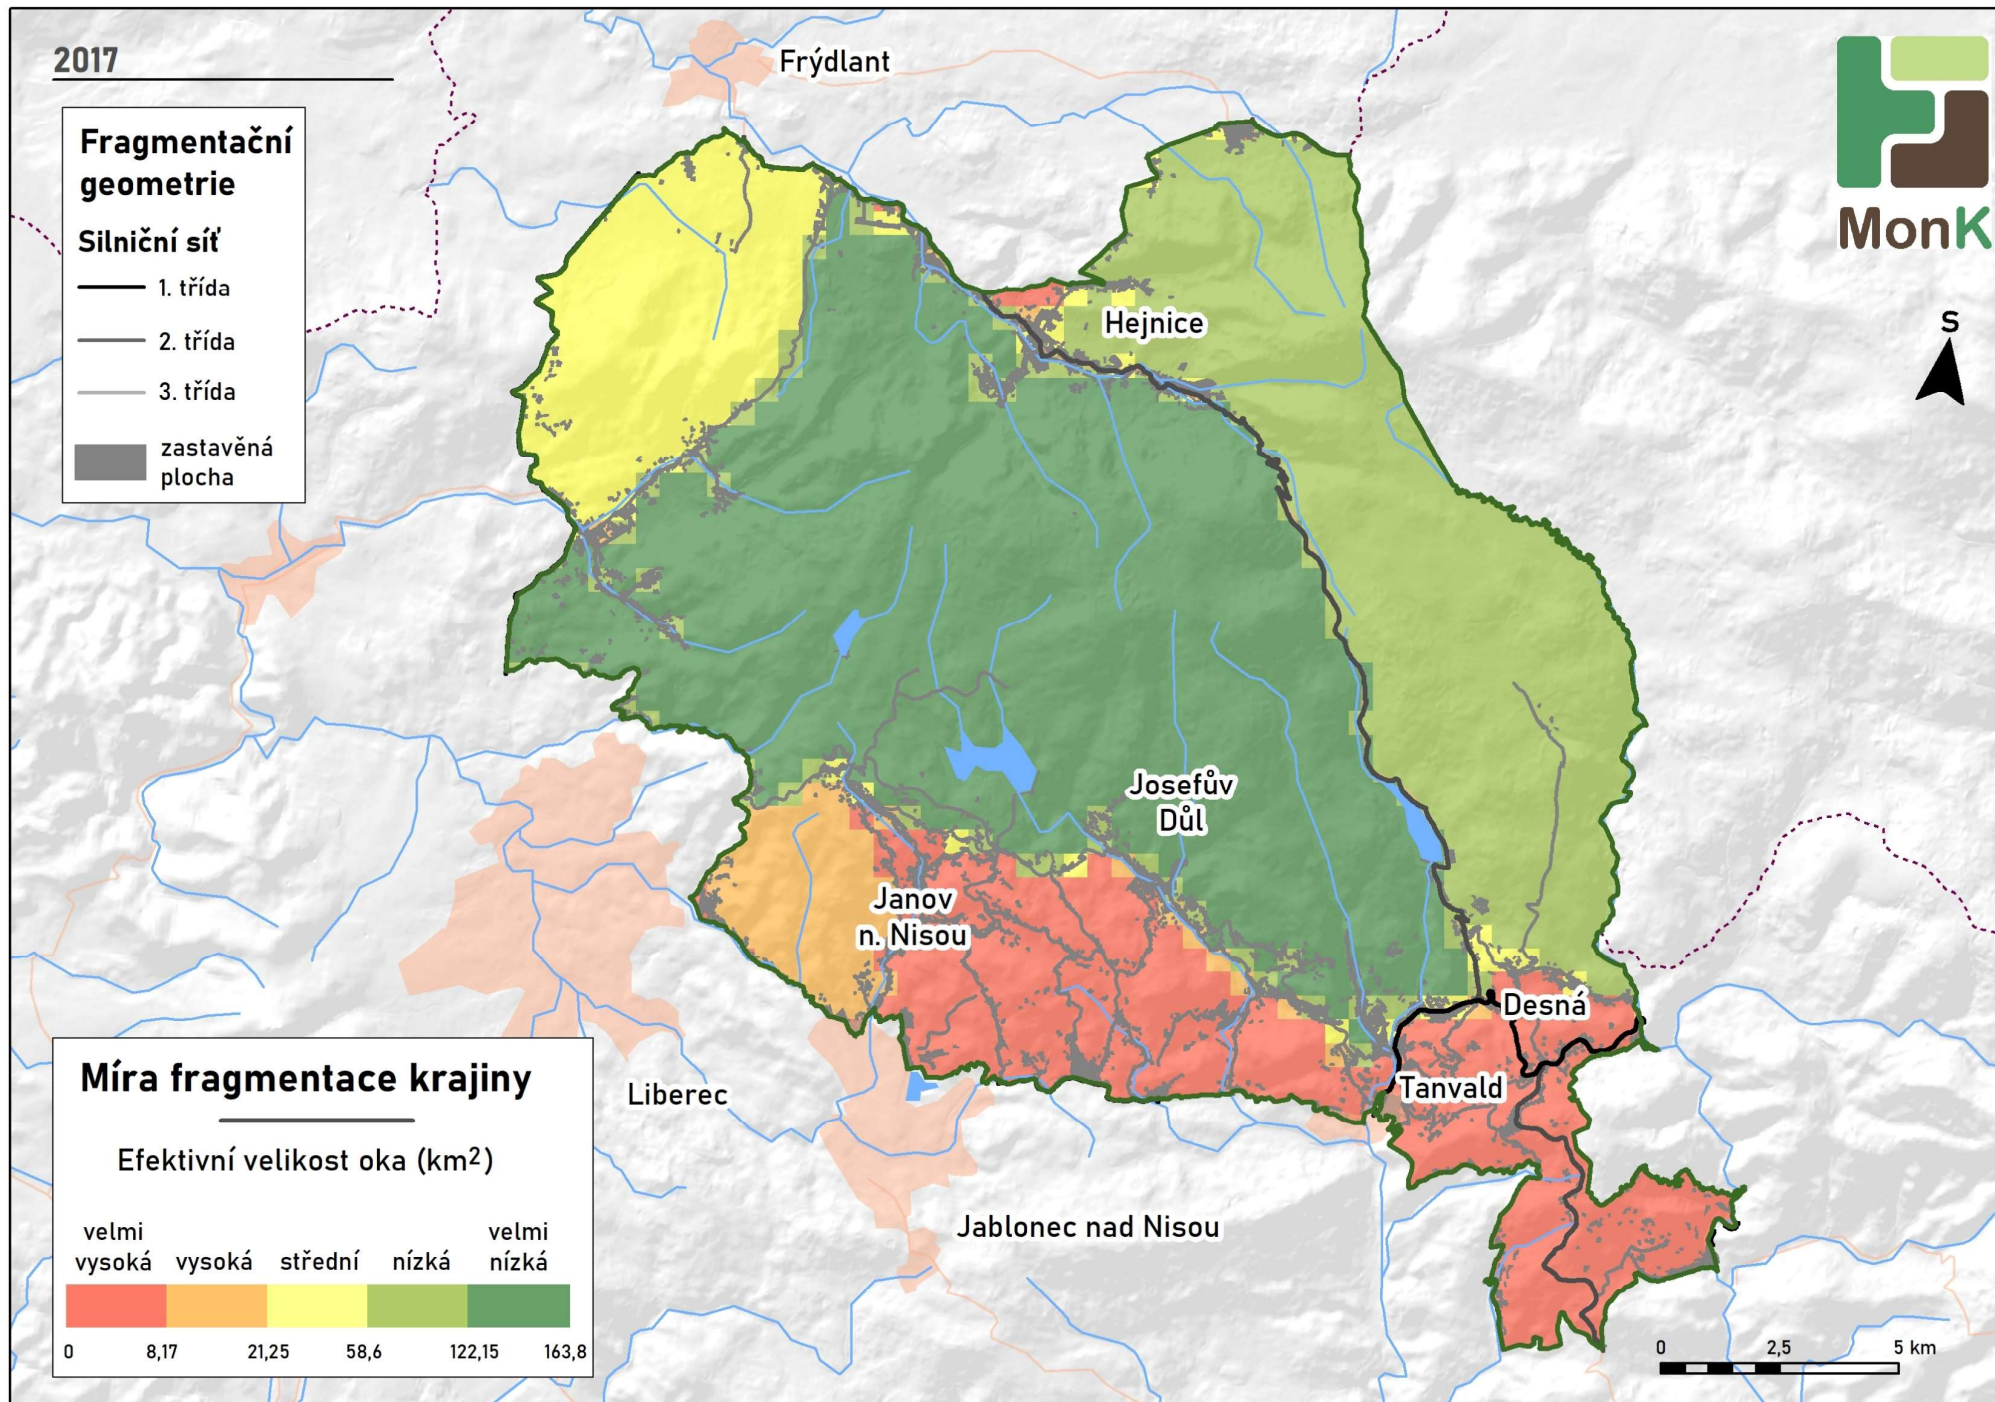 2017
Fragmentační
geometrie
Silniční síť
1. třída
2. třída
3. třída
zastavěná
plocha
Frýdlant
MonK
S
Hejnice
Josefův
Důl
Janov
n. Nisou
Desná
Tanvald
Liberec
Jablonec nad Nisou
Míra fragmentace krajiny
Efektivní velikost oka (km²)
velmi
vysoká
vysoká
střední
nízká
velmi
nízká
0 8,17 21,25 58,6 122,15 163,8
0 2,5 5 km